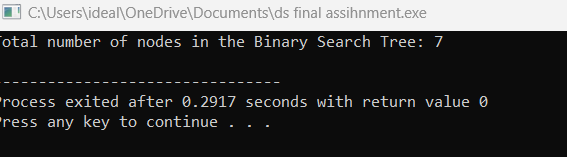 C:\Users\ideal\OneDrive\Documents\ds final assihnment.exe
Total number of nodes in the Binary Search Tree: 7
--------------------------------
Process exited after 0.2917 seconds with return value 0
Press any key to continue . . .